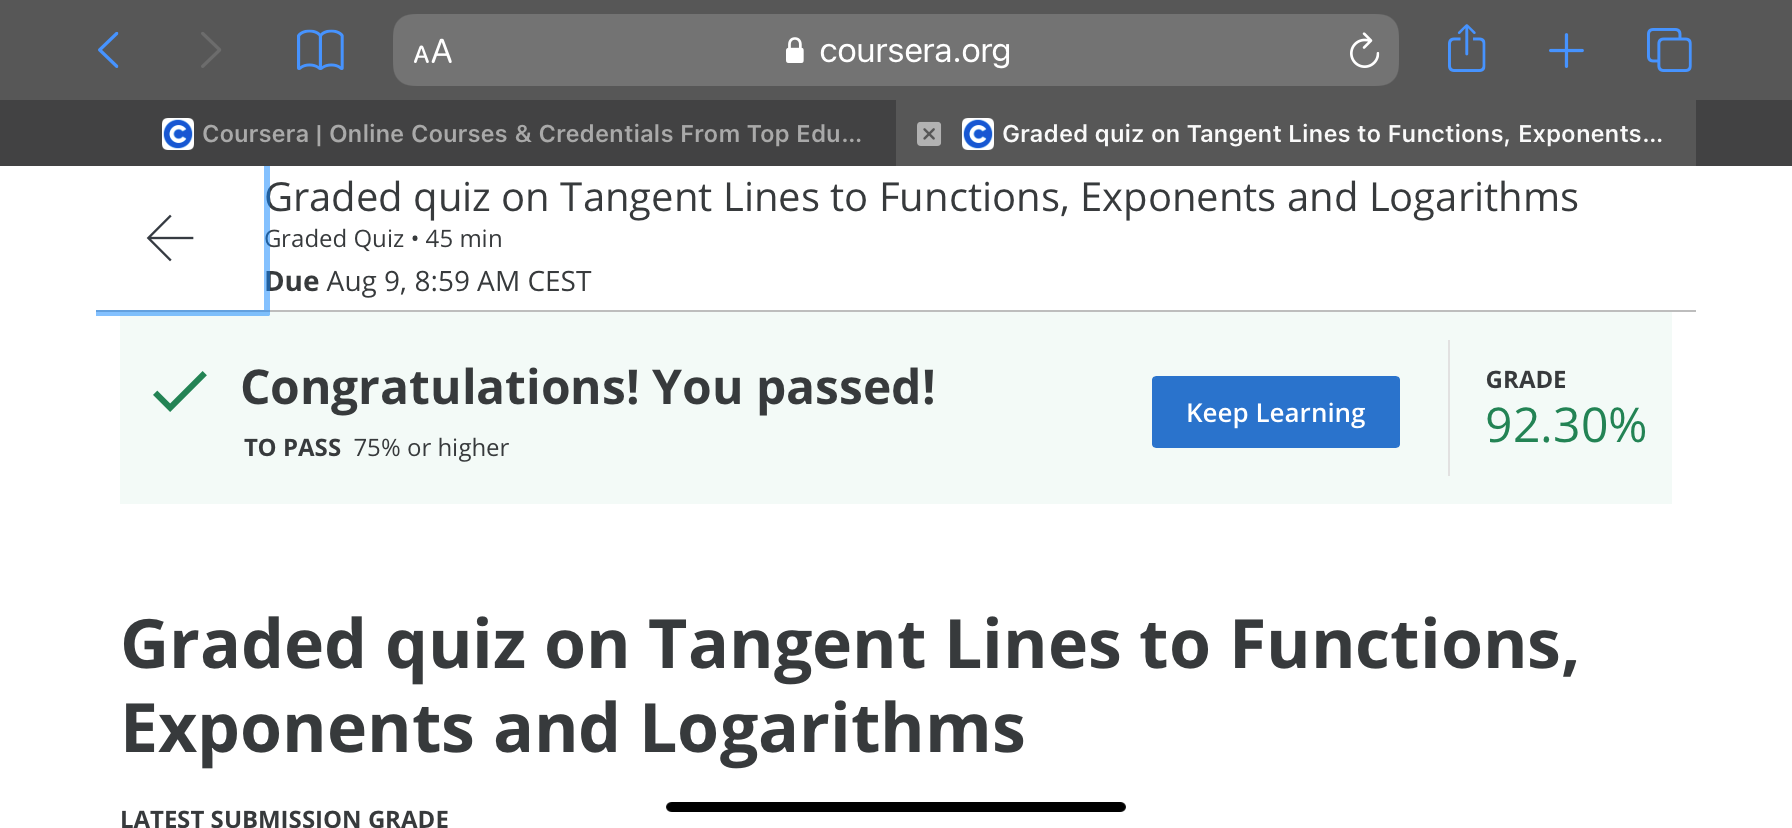 AA coursera.org
Coursera | Online Courses & Credentials From Top Edu...
Graded quiz on Tangent Lines to Functions, Exponents...
Graded quiz on Tangent Lines to Functions, Exponents and Logarithms
Graded Quiz • 45 min
Due Aug 9, 8:59 AM CEST
Congratulations! You passed!
TO PASS 75% or higher
Keep Learning
GRADE
92.30%
Graded quiz on Tangent Lines to Functions,
Exponents and Logarithms
LATEST SUBMISSION GRADE